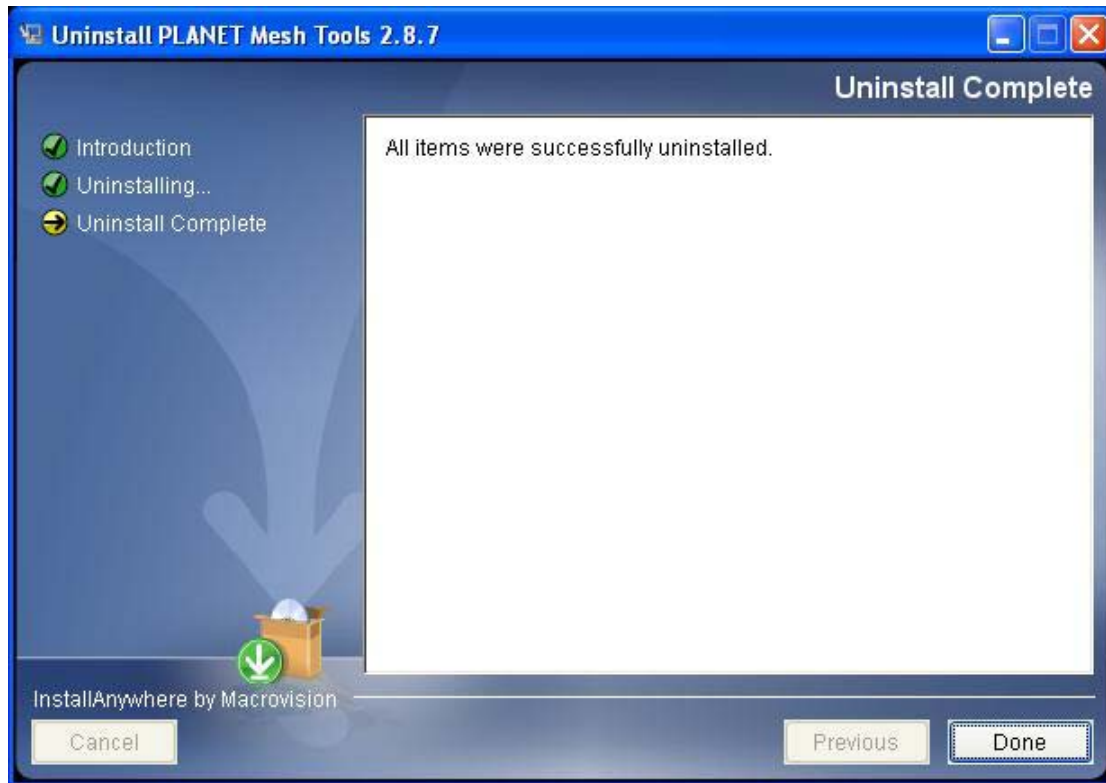 Uninstall PLANET Mesh Tools 2.8.7
Uninstall Complete
Introduction
Uninstalling...
Uninstall Complete
All items were successfully uninstalled.
InstallAnywhere by Macrovision
Cancel
Previous
Done